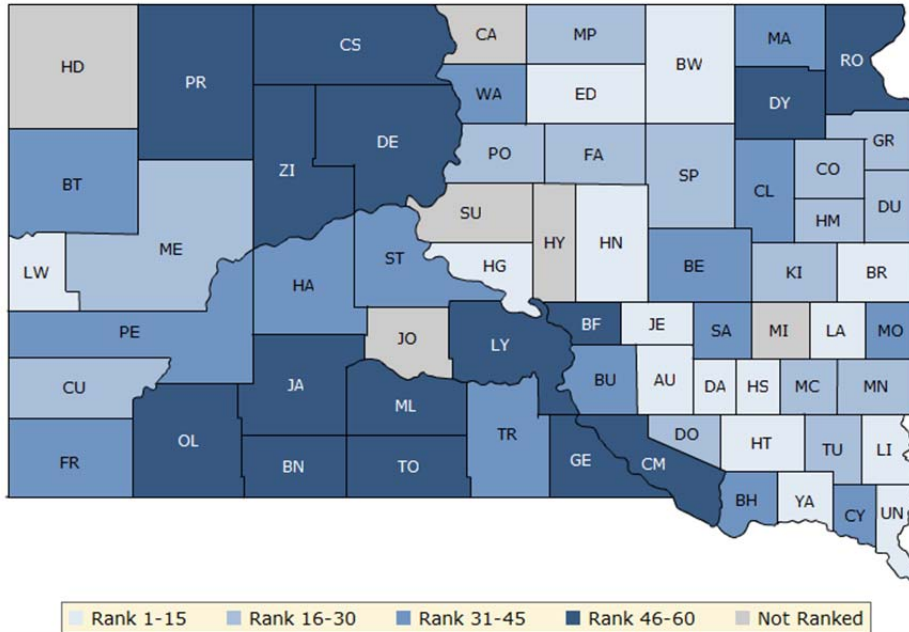 CS CA MP BW MA RO
HD PR WA ED DY
DE PO FA SP GR
BT ZI CL CO
ME SU HY HN HM DU
LW HA ST HG BE KI BR
PE JO LY BF JE SA MI LA MO
CU JA BU AU DA HS MC MN
ML
FR OL BN TO TR GE CM DO HT TU LI
BH YA CY UN
Rank 1-15 Rank 16-30 Rank 31-45 Rank 46-60 Not Ranked